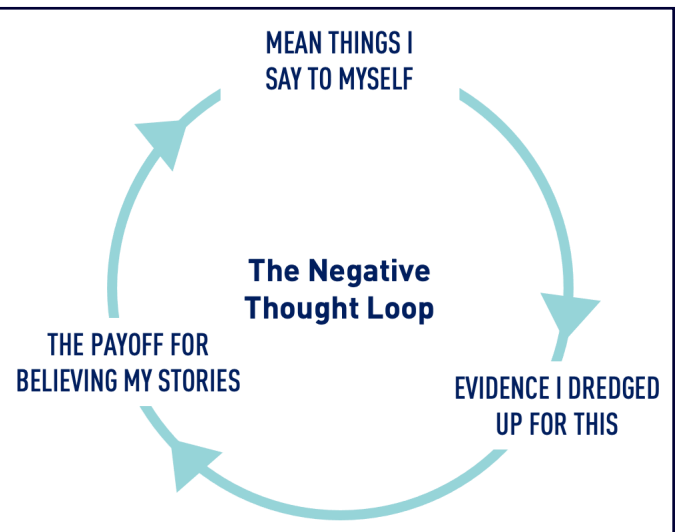 MEAN THINGS I
SAY TO MYSELF
The Negative
Thought Loop
THE PAYOFF FOR
BELIEVING MY STORIES
EVIDENCE I DREDGED
UP FOR THIS